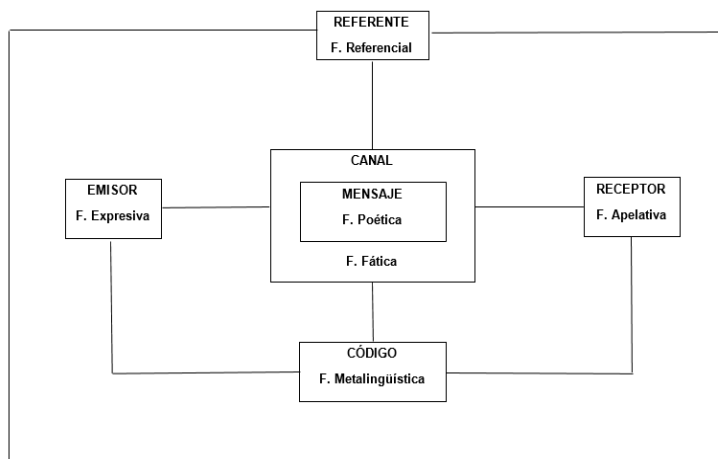 REFERENTE
F. Referencial
CANAL
EMISOR
F. Expresiva
MENSAJE
F. Poética
RECEPTOR
F. Apelativa
F. Fática
CÓDIGO
F. Metalingüística